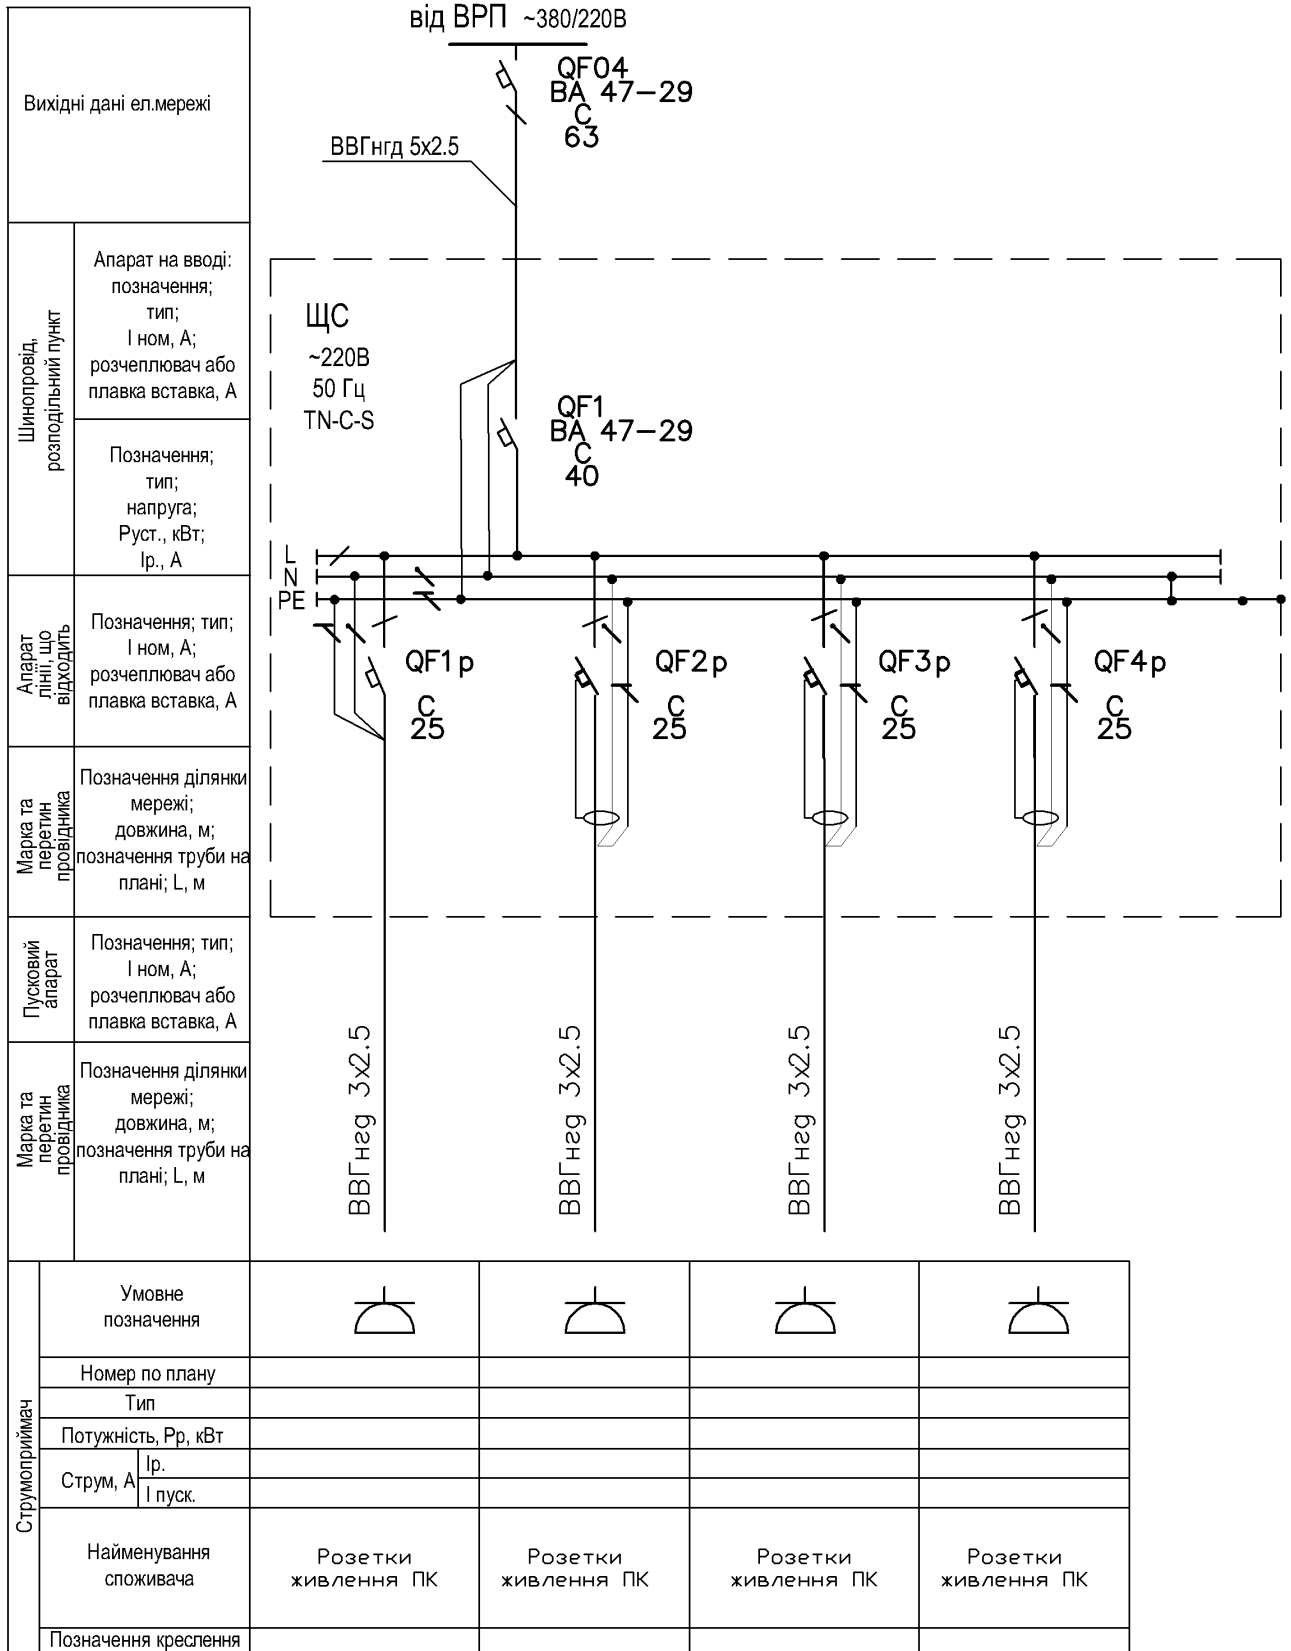 від ВРП ~380/220В
QF04
ВА 47-29
С
63
ВВГнгд 5х2.5
Вихідні дані ел.мережі
Шинопровід,
розподільний пункт
Апарат на вводі:
позначення;
тип;
І ном, А;
розчеплювач або
плавка вставка, А
ЩС
~220В
50 Гц
TN-C-S
QF1
ВА 47-29
С
40
Позначення;
тип;
напруга;
Руст., кВт;
Ір., А
L
N
PE
Апарат
лінії, що
відходить
Позначення; тип;
І ном, А;
розчеплювач або
плавка вставка, А
QF1р
С
25
QF2р
С
25
QF3р
С
25
QF4р
С
25
Марка та
перетин
провідника
Позначення ділянки
мережі;
довжина, м;
позначення труби на
плані; L, м
Пусковий
апарат
Позначення; тип;
І ном, А;
розчеплювач або
плавка вставка, А
Марка та
перетин
провідника
Позначення ділянки
мережі;
довжина, м;
позначення труби на
плані; L, м
ВВГнгд 3х2.5
ВВГнгд 3х2.5
ВВГнгд 3х2.5
ВВГнгд 3х2.5
Струмоприймач
Умовне
позначення
Номер по плану
Тип
Потужність, Рр, кВт
Струм, А
Ір.
І пуск.
Найменування
споживача
Розетки
живлення ПК
Розетки
живлення ПК
Розетки
живлення ПК
Розетки
живлення ПК
Позначення креслення